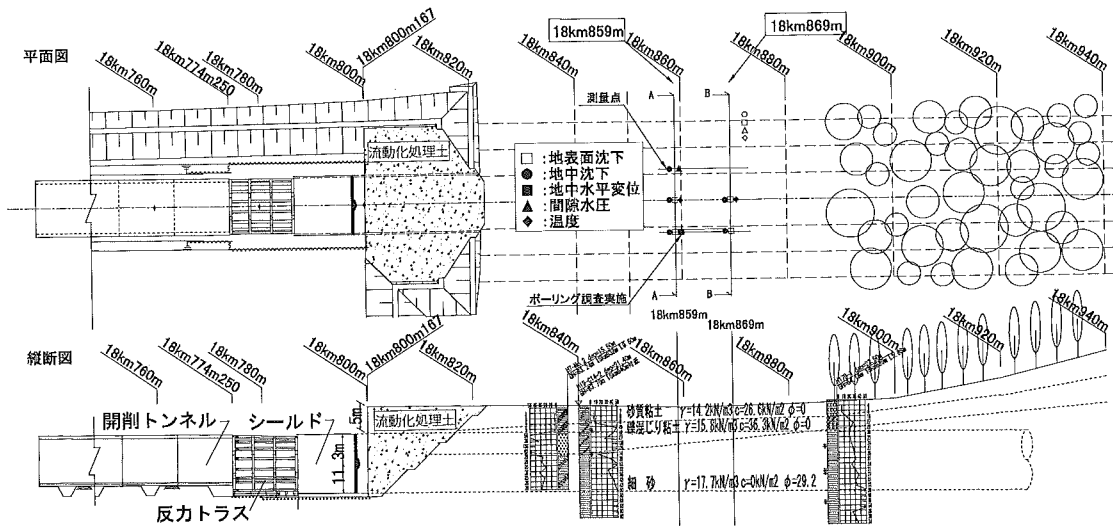 平面図
18km760m
18km774m250
18km780m
18km800m
18km800m167
18km820m
18km840m
18km859m
18km860m
18km869m
18km880m
18km900m
18km920m
18km940m
測量点
A
B
流動化処理土
□:地表面沈下
:地中沈下
:地中水平変位
▲:間隙水圧
◆:温度
ボーリング調査実施
A
B
18km859m
18km869m
縦断図
18km760m
18km774m250
18km780m
18km800m
18km800m167
18km820m
18km840m
18km860m
18km880m
18km900m
18km920m
18km940m
開削トンネル
シールド
反力トラス
11.3m
流動化処理土
砂質粘土 γ=14.2kN/m3 c=26.6kN/m2 φ=0
礫混じり粘土 γ=15.8kN/m3 c=36.3kN/m2 φ=0
細 砂 γ=17.7kN/m3 c=0kN/m2 φ=29.2